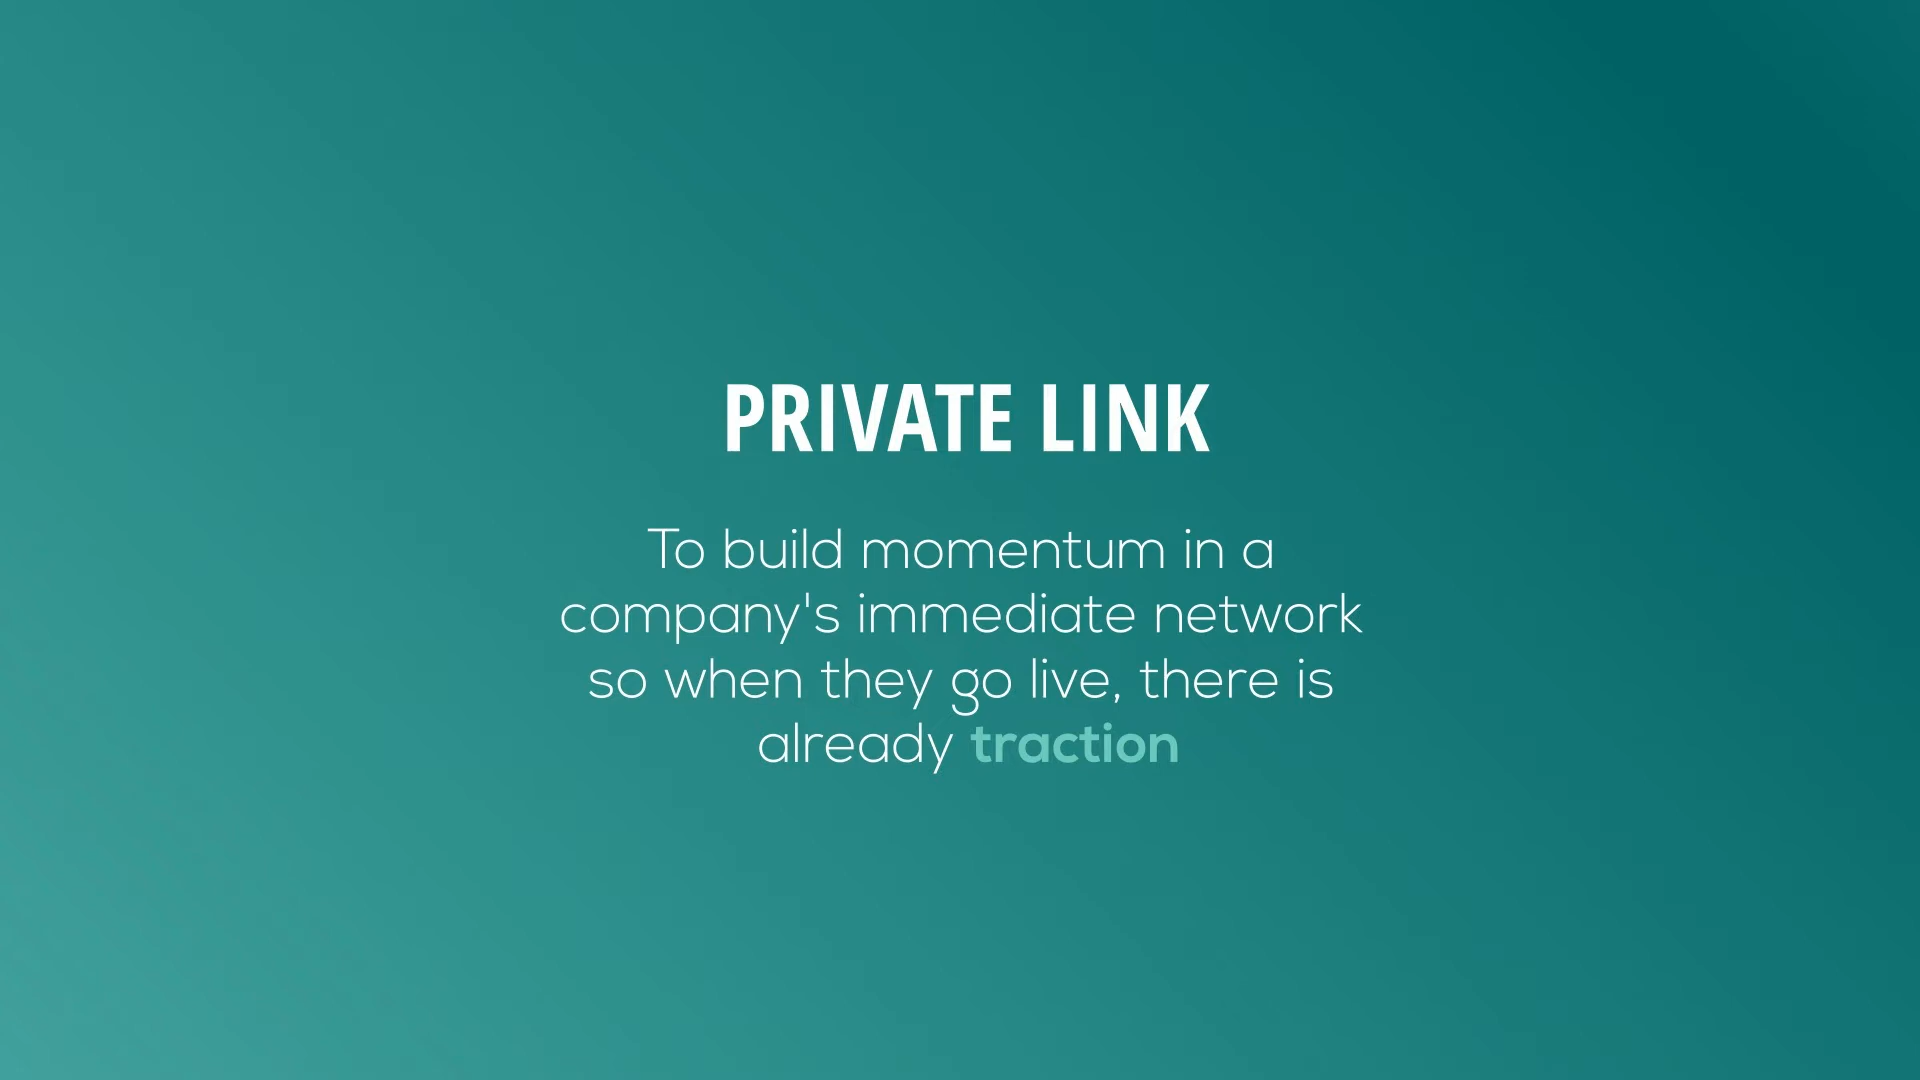 PRIVATE LINK
To build momentum in a
company's immediate network
so when they go live, there is
already traction